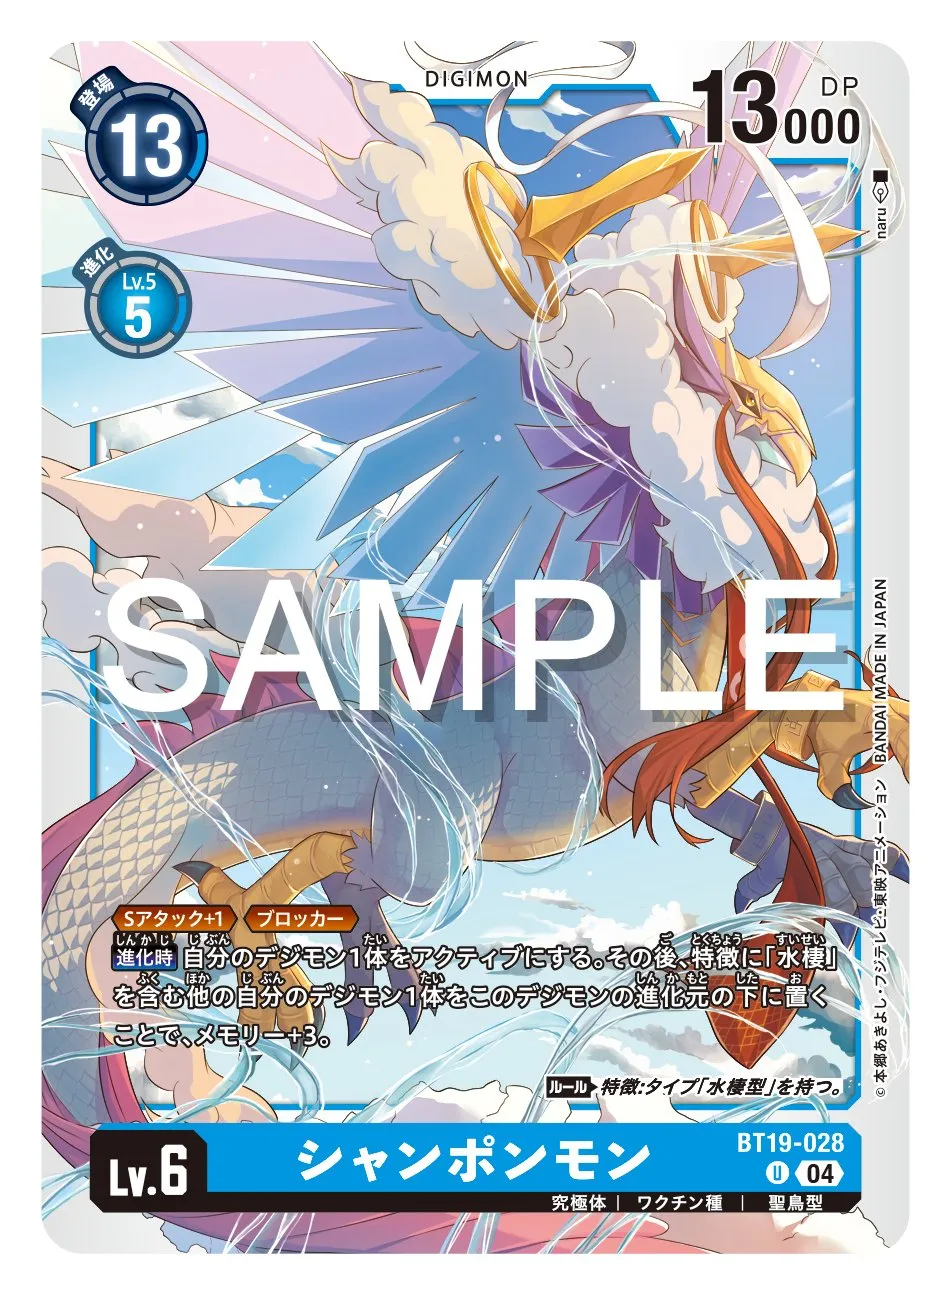 DIGIMON
登場
13
13000
DP
進化
Lv.5
5
naru
SAMPLE
BANDAI MADE IN JAPAN
©本郷あきよし・フジテレビ・東映アニメーション
Sアタック+1 ブロッカー
進化時 自分のデジモン1体をアクティブにする。その後、特徴に「水棲」
を含む他の自分のデジモン1体をこのデジモンの進化元の下に置く
ことで、メモリー+3。
ルール 特徴:タイプ「水棲型」を持つ。
Lv.6
シャンポンモン
BT19-028
U 04
究極体 | ワクチン種 | 聖鳥型